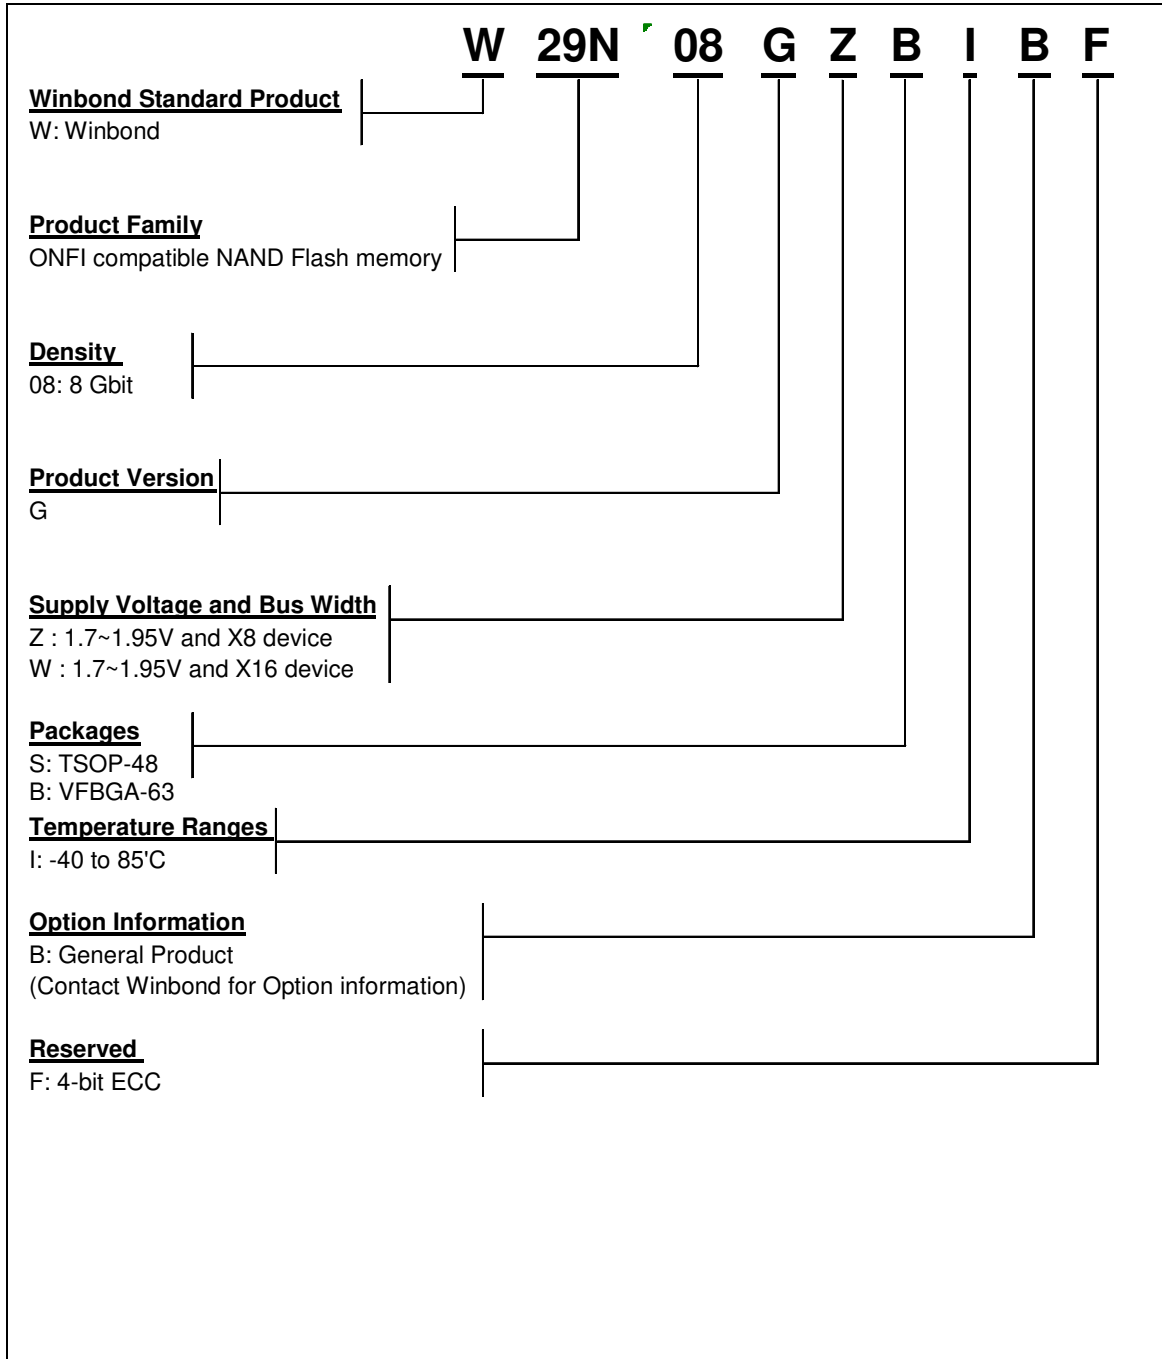 W 29N 08 G Z B I B F
Winbond Standard Product
W: Winbond
Product Family
ONFI compatible NAND Flash memory
Density
08: 8 Gbit
Product Version
G
Supply Voltage and Bus Width
Z : 1.7~1.95V and X8 device
W : 1.7~1.95V and X16 device
Packages
S: TSOP-48
B: VFBGA-63
Temperature Ranges
I: -40 to 85'C
Option Information
B: General Product
(Contact Winbond for Option information)
Reserved
F: 4-bit ECC